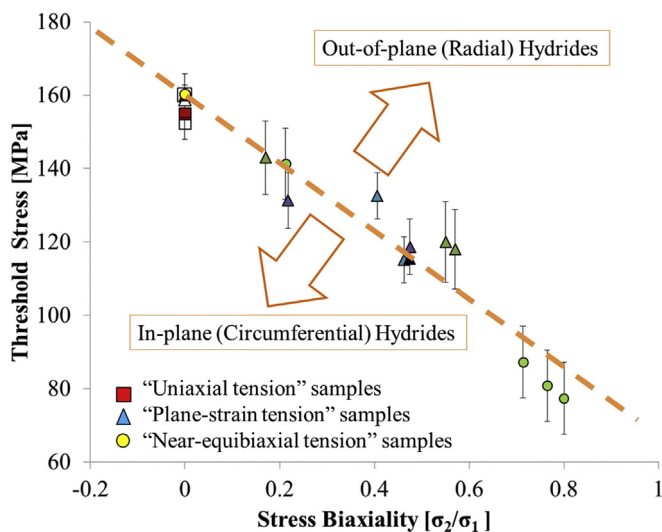 180
160
140
120
100
80
60
Threshold Stress [MPa]
Out-of-plane (Radial) Hydrides
In-plane (Circumferential) Hydrides
“Uniaxial tension” samples
“Plane-strain tension” samples
“Near-equibiaxial tension” samples
-0.2 0 0.2 0.4 0.6 0.8 1
Stress Biaxiality [σ₂/σ₁]